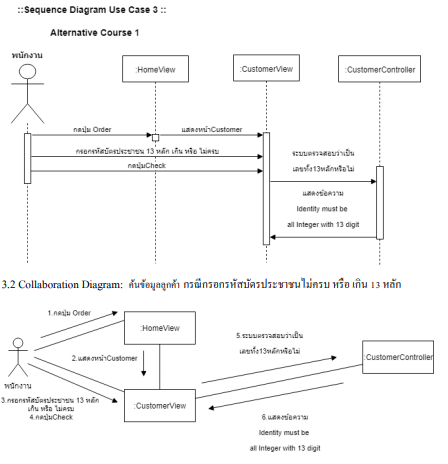 ::Sequence Diagram Use Case 3 ::
Alternative Course 1
พนักงาน
:HomeView
:CustomerView
:CustomerController
กดปุ่ม Order
แสดงหน้าCustomer
กรอกรหัสบัตรประชาชน 13 หลัก เกิน หรือ ไม่ครบ
กดปุ่มCheck
ระบบตรวจสอบว่าเป็น
เลขทั้ง13หลักหรือไม่
แสดงข้อความ
Identity must be
all Integer with 13 digit
3.2 Collaboration Diagram: ค้นข้อมูลลูกค้า กรณีกรอกรหัสบัตรประชาชนไม่ครบ หรือ เกิน 13 หลัก
1.กดปุ่ม Order
:HomeView
2.แสดงหน้าCustomer
5.ระบบตรวจสอบว่าเป็น
เลขทั้ง13หลักหรือไม่
:CustomerController
พนักงาน
3.กรอกรหัสบัตรประชาชน 13 หลัก
เกิน หรือ ไม่ครบ
4.กดปุ่มCheck
:CustomerView
6.แสดงข้อความ
Identity must be
all Integer with 13 digit